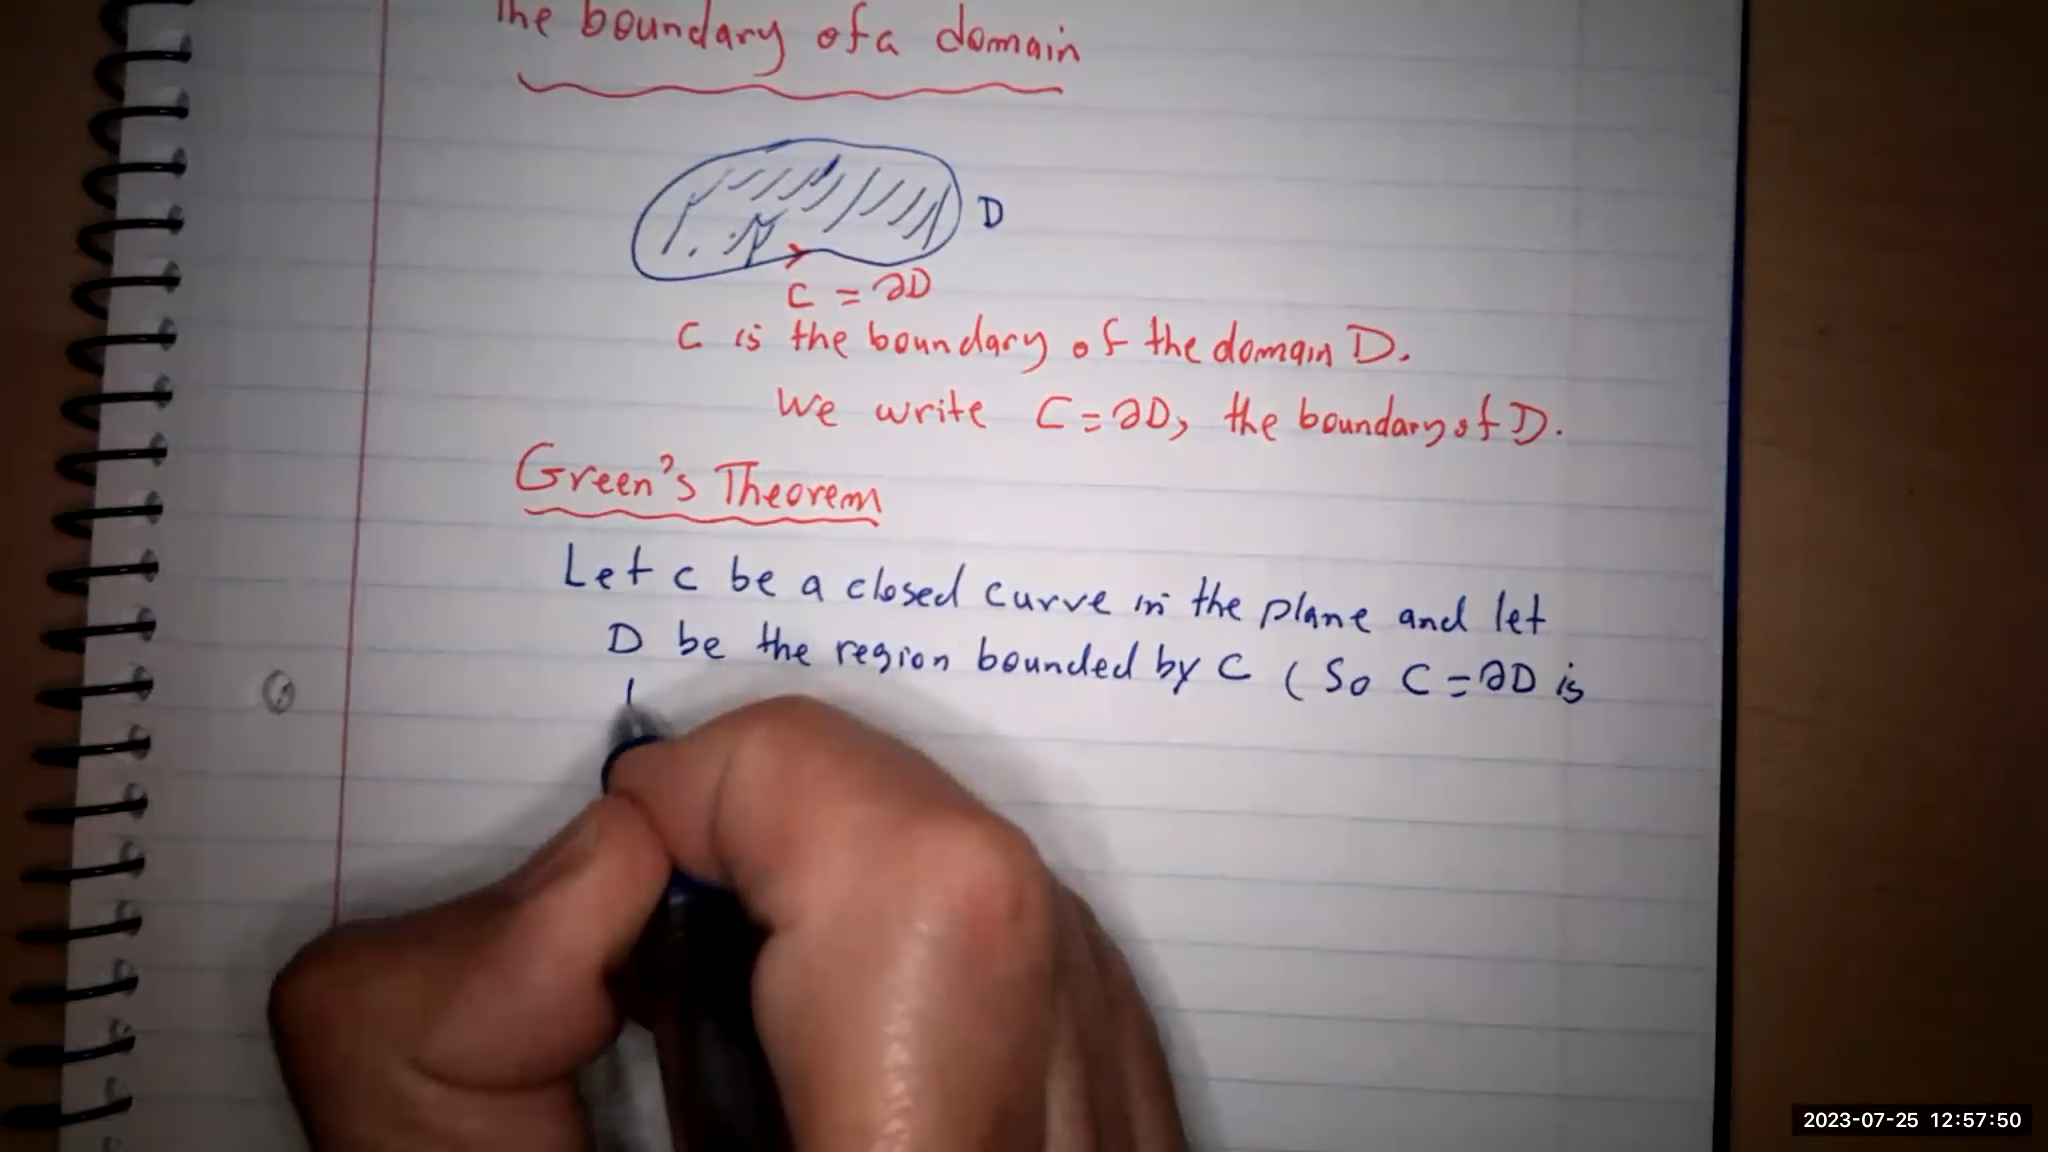 The boundary of a domain
D
C = ∂D
C is the boundary of the domain D.
We write C = ∂D, the boundary of D.
Green's Theorem
Let C be a closed curve in the plane and let
D be the region bounded by C ( So C = ∂D is
2023-07-25 12:57:50